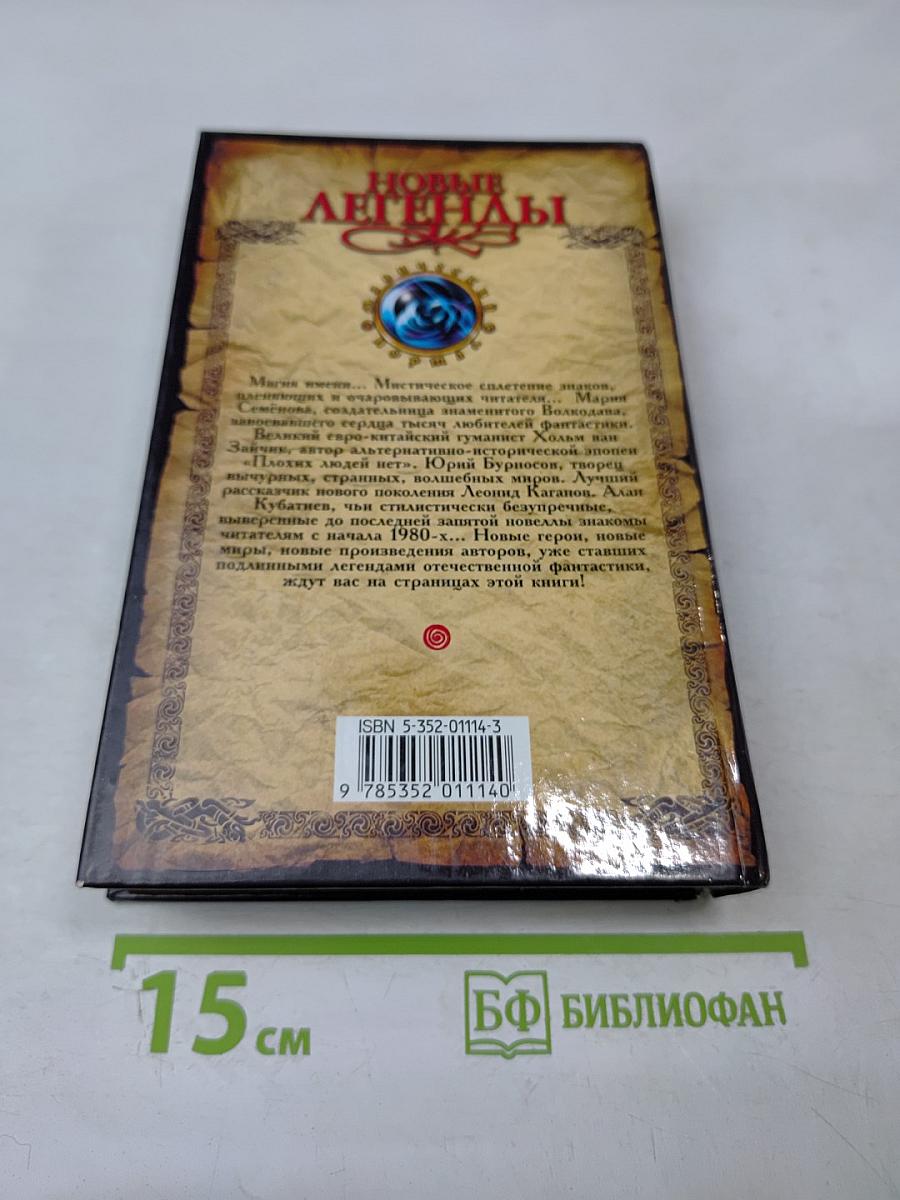 НОВЫЕ
ЛЕГЕНДЫ
Магия имени... Мистическое сплетение знаков,
пленяющих и очаровывающих читателя... Мария
Семёнова, создательница знаменитого Волкодава,
завоевавшего сердца тысяч любителей фантастики.
Великий евро-китайский гуманист Хольм ван
Зайчик, автор альтернативно-исторической эпопеи
«Плохих людей нет». Юрий Бурносов, творец
вычурных, странных, волшебных миров. Лучший
рассказчик нового поколения Леонид Каганов. Алан
Кубатиев, чьи стилистически безупречные,
выверенные до последней запятой новеллы знакомы
читателям с начала 1980-х... Новые герои, новые
миры, новые произведения авторов, уже ставших
подлинными легендами отечественной фантастики,
ждут вас на страницах этой книги!
ISBN 5-352-01114-3
9 785352 011140
15 см
БФ БИБЛИОФАН